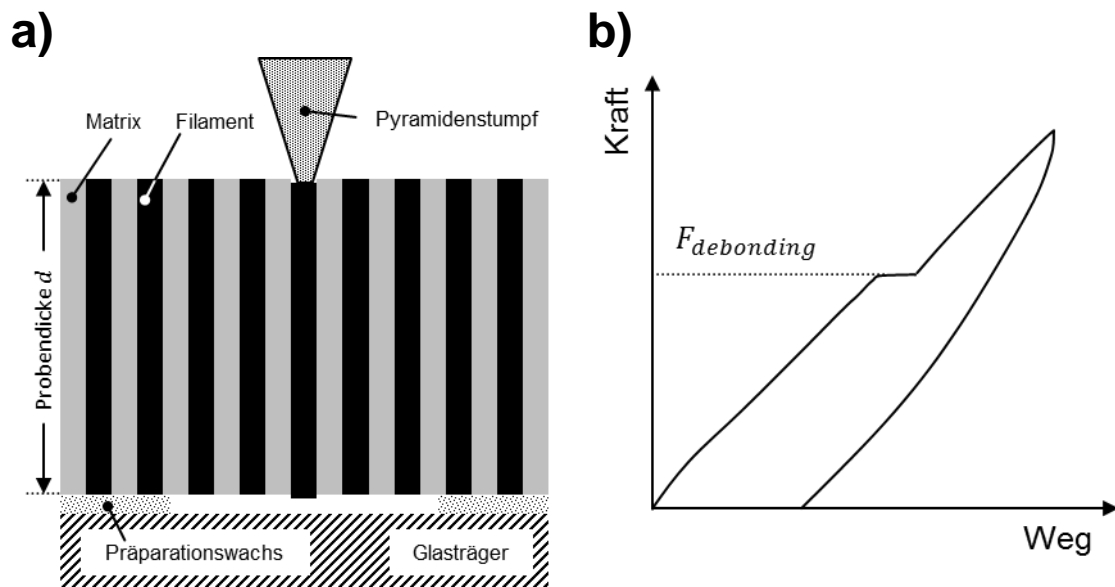 a)
Matrix
Filament
Pyramidenstumpf
Probendicke d
Präparationswachs
Glasträger
b)
Kraft
F_debonding
Weg